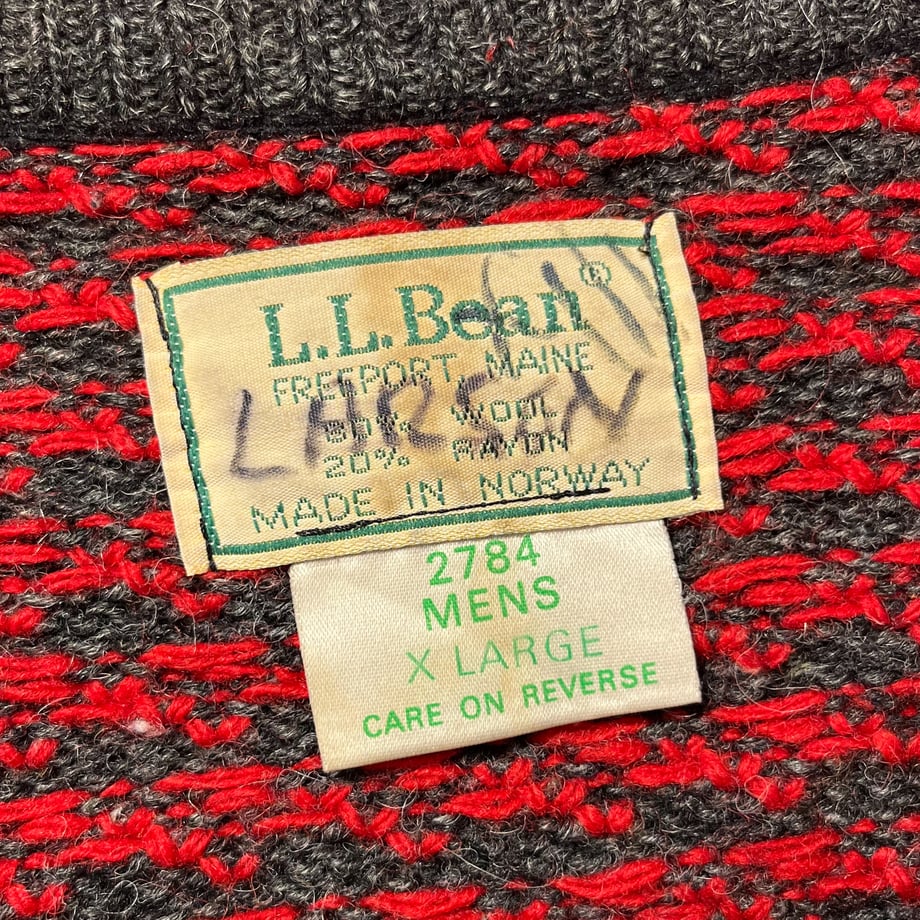 L.L.Bean®
FREEPORT, MAINE
LARSEN
80% WOOL
20% RAYON
MADE IN NORWAY
2784
MENS
X LARGE
CARE ON REVERSE